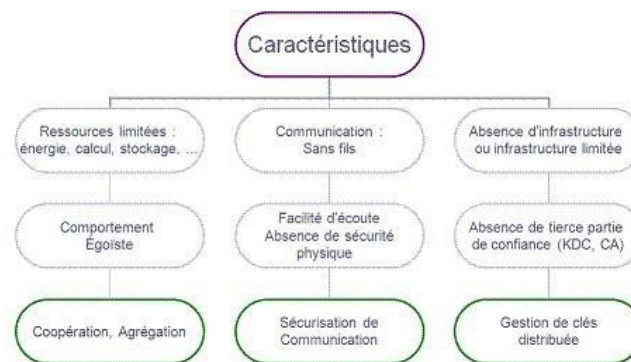 Caractéristiques
Ressources limitées :
énergie, calcul, stockage, ...
Communication :
Sans fils
Absence d'infrastructure
ou infrastructure limitée
Comportement
Égoïste
Facilité d'écoute
Absence de sécurité
physique
Absence de tierce partie
de confiance (KDC, CA)
Coopération, Agrégation
Sécurisation de
Communication
Gestion de clés
distribuée